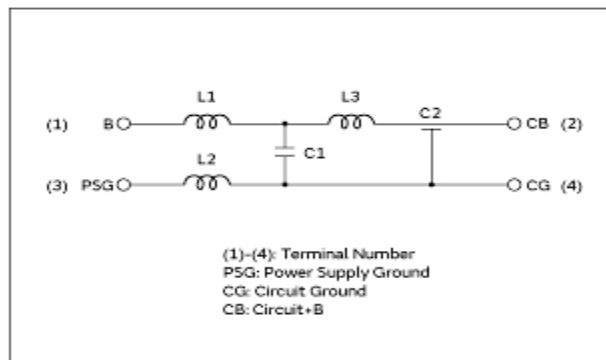 L1 L3
(1) B C2 CB (2)
C1
L2
(3) PSG CG (4)
(1)-(4): Terminal Number
PSG: Power Supply Ground
CG: Circuit Ground
CB: Circuit+B